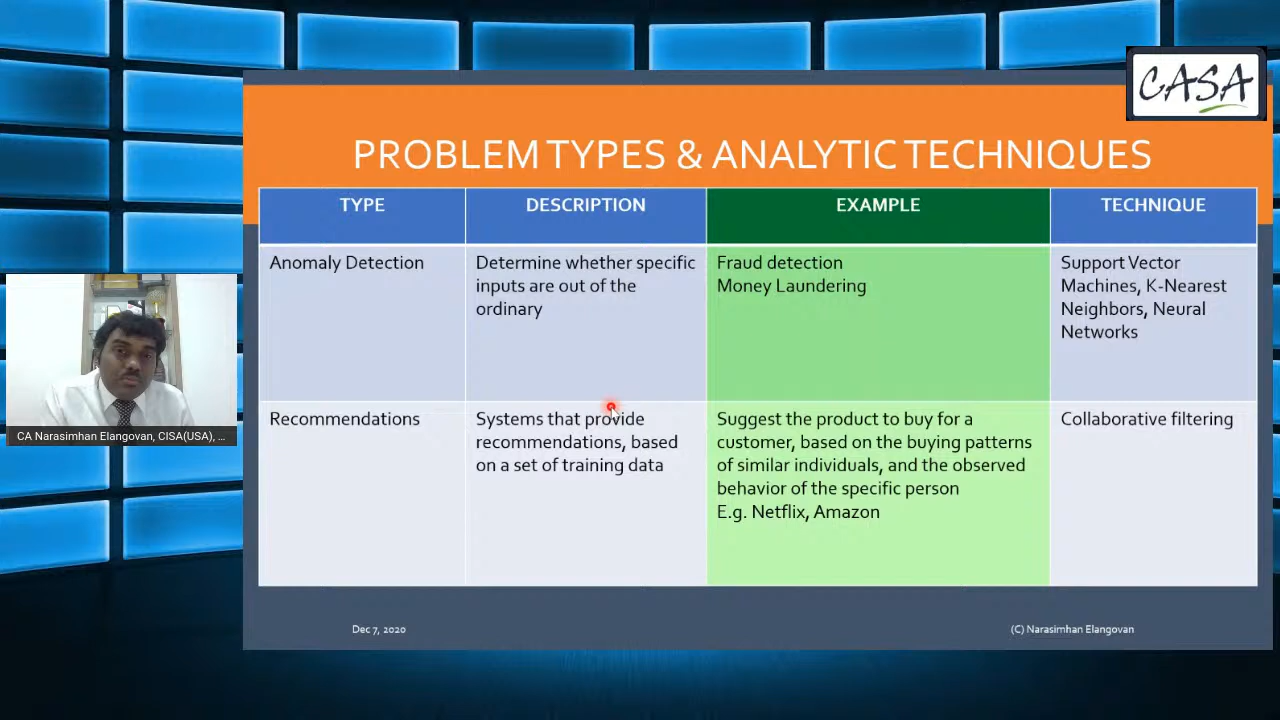 CASA
PROBLEM TYPES & ANALYTIC TECHNIQUES
TYPE
DESCRIPTION
EXAMPLE
TECHNIQUE
Anomaly Detection
Determine whether specific
inputs are out of the
ordinary
Fraud detection
Money Laundering
Support Vector
Machines, K-Nearest
Neighbors, Neural
Networks
Recommendations
Systems that provide
recommendations, based
on a set of training data
Suggest the product to buy for a
customer, based on the buying patterns
of similar individuals, and the observed
behavior of the specific person
E.g. Netflix, Amazon
Collaborative filtering
CA Narasimhan Elangovan, CISA(USA), ...
Dec 7, 2020
(C) Narasimhan Elangovan